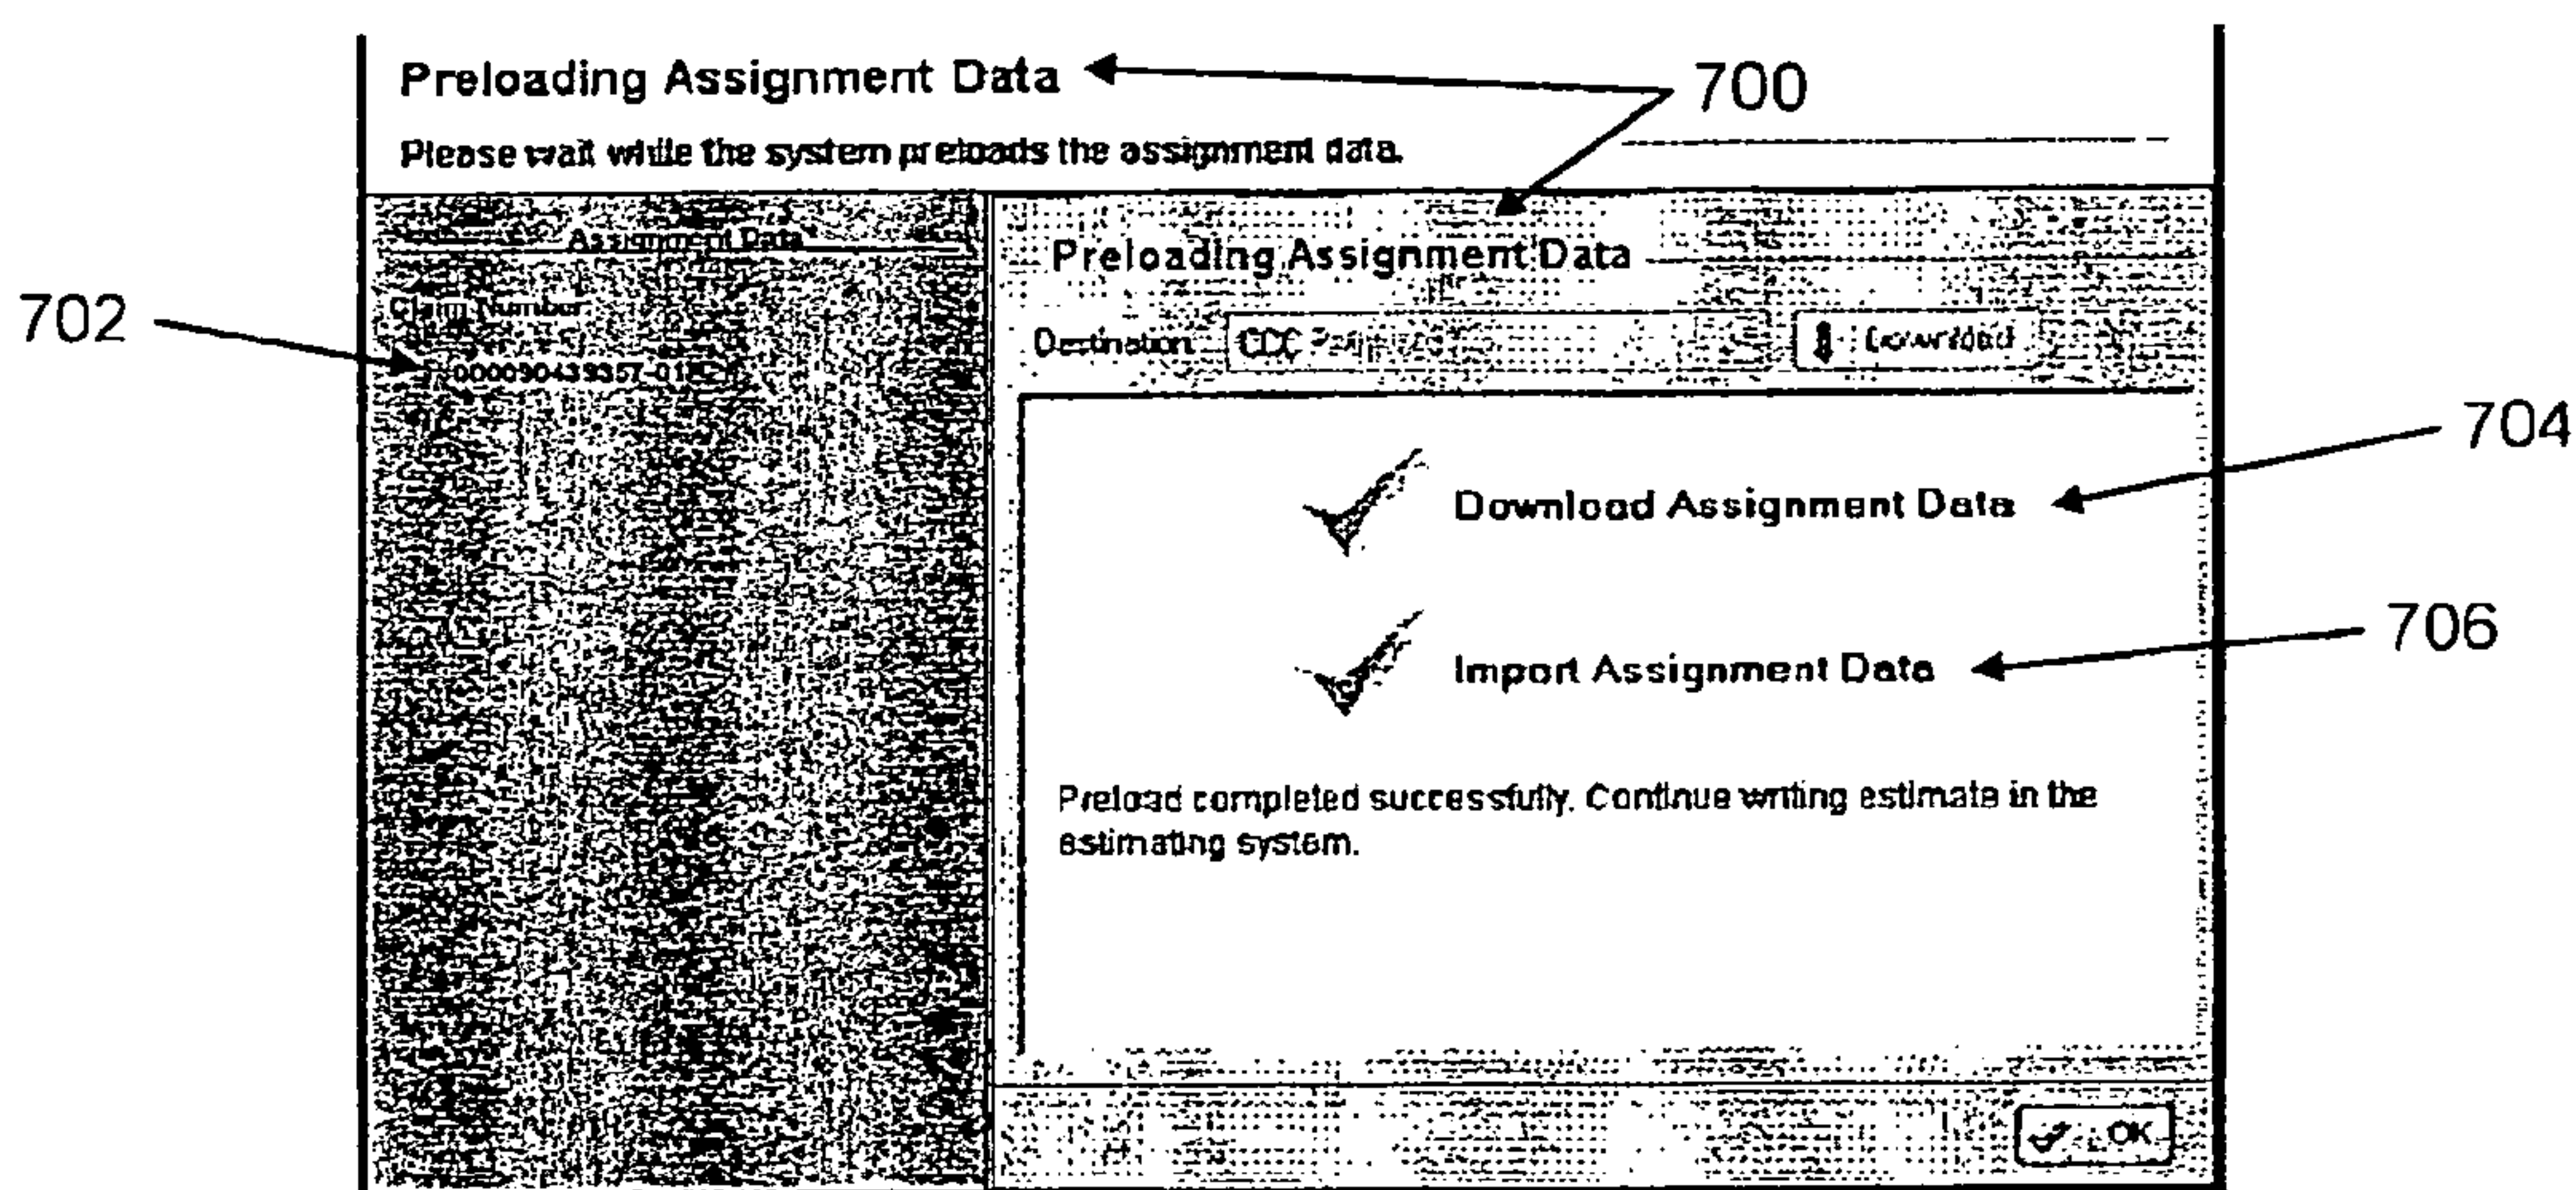 Preloading Assignment Data
700
Please wait while the system preloads the assignment data.
Assignment Data
Preloading Assignment Data
702
Claim Number
Destination CCC
Download
704
Download Assignment Data
706
Import Assignment Data
Preload completed successfully. Continue writing estimate in the
estimating system.
OK